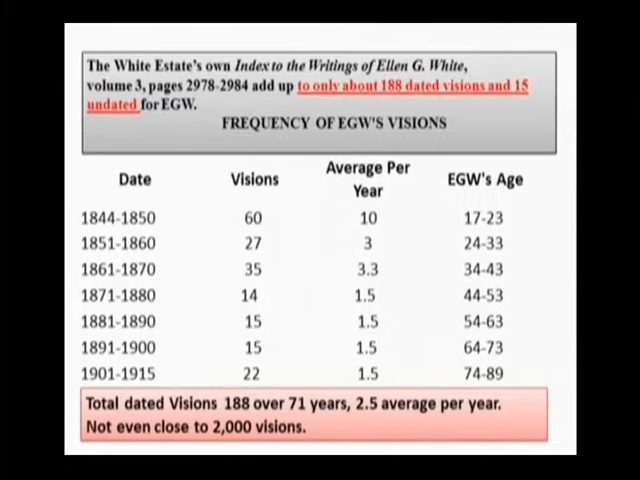 The White Estate's own Index to the Writings of Ellen G. White,
volume 3, pages 2978-2984 add up to only about 188 dated visions and 15
undated for EGW.
FREQUENCY OF EGW'S VISIONS
Date Visions Average Per Year EGW's Age
1844-1850 60 10 17-23
1851-1860 27 3 24-33
1861-1870 35 3.3 34-43
1871-1880 14 1.5 44-53
1881-1890 15 1.5 54-63
1891-1900 15 1.5 64-73
1901-1915 22 1.5 74-89
Total dated Visions 188 over 71 years, 2.5 average per year.
Not even close to 2,000 visions.